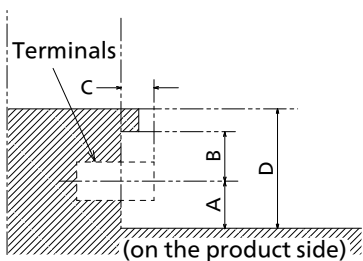 Terminals
C
B
D
A
(on the product side)